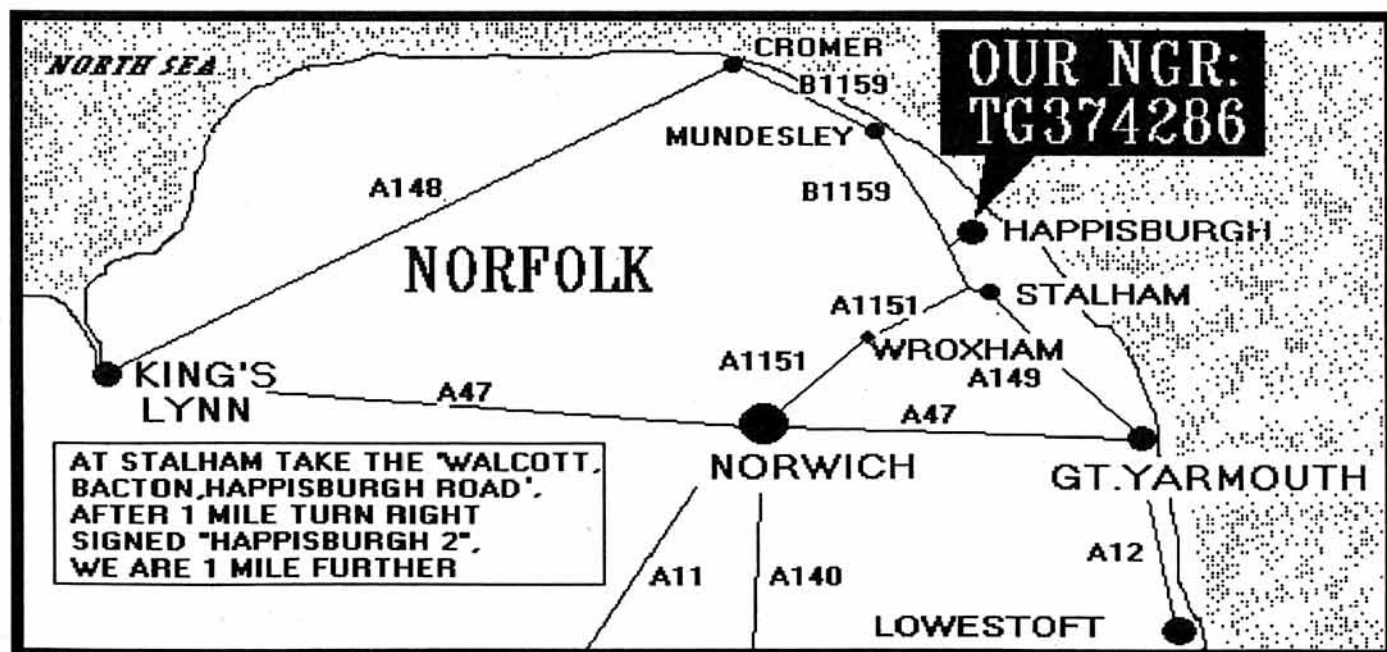 NORTH SEA
CROMER
B1159
OUR NGR:
TG374286
MUNDESLEY
A148
B1159
HAPPISBURGH
NORFOLK
A1151
STALHAM
WROXHAM
A1151
A149
KING'S
LYNN
A47
A47
NORWICH
GT.YARMOUTH
AT STALHAM TAKE THE "WALCOTT,
BACTON,HAPPISBURGH ROAD'.
AFTER 1 MILE TURN RIGHT
SIGNED "HAPPISBURGH 2".
WE ARE 1 MILE FURTHER
A11
A140
A12
LOWESTOFT